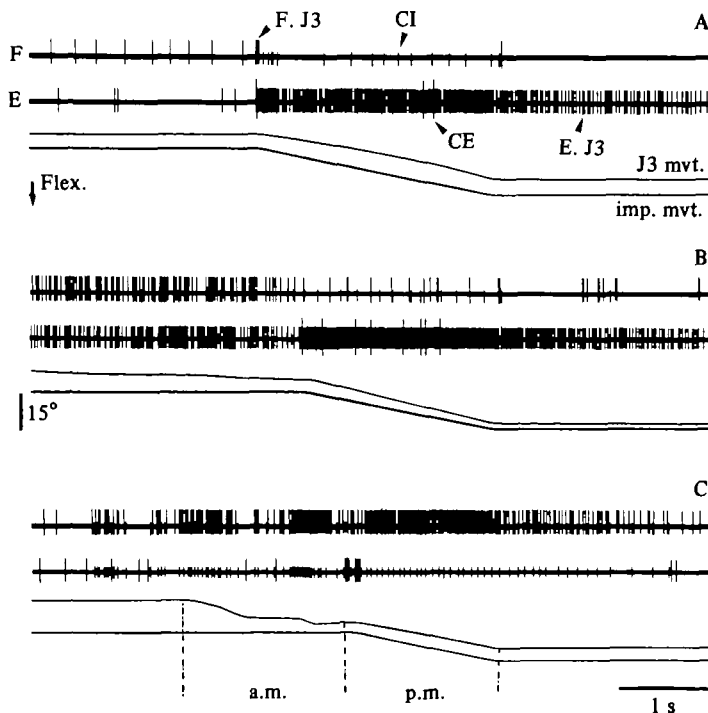 F. J3
CI
A
F
E
CE
E. J3
J3 mvt.
Flex.
imp. mvt.
B
15°
C
a.m.
p.m.
1 s